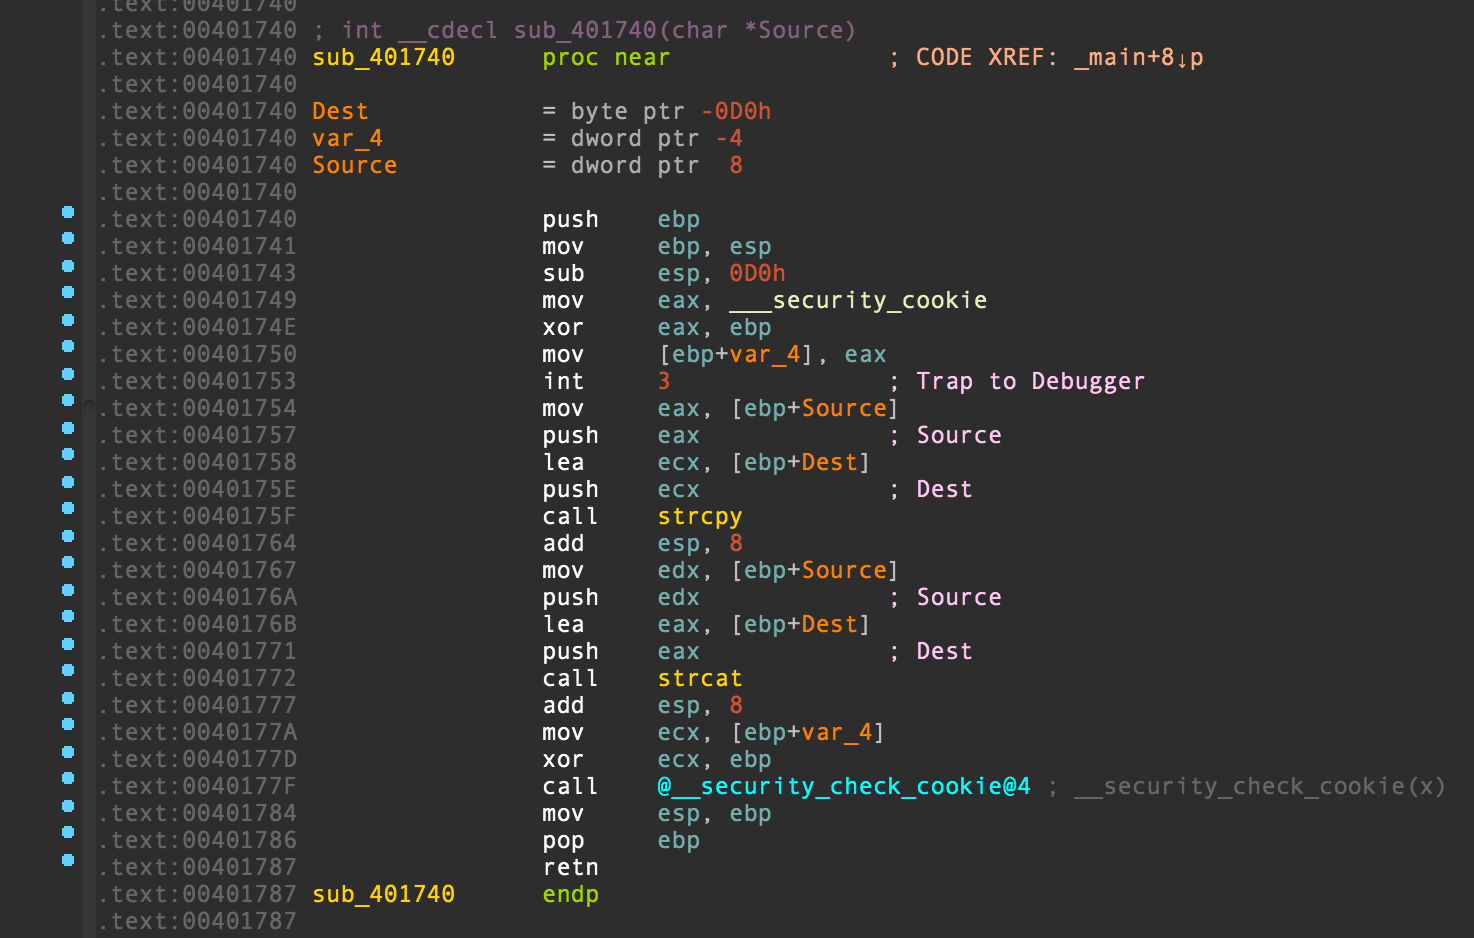 .text:00401740
.text:00401740 ; int __cdecl sub_401740(char *Source)
.text:00401740 sub_401740      proc near               ; CODE XREF: _main+8↓p
.text:00401740
.text:00401740 Dest            = byte ptr -0D0h
.text:00401740 var_4           = dword ptr -4
.text:00401740 Source          = dword ptr  8
.text:00401740
.text:00401740                 push    ebp
.text:00401741                 mov     ebp, esp
.text:00401743                 sub     esp, 0D0h
.text:00401749                 mov     eax, ___security_cookie
.text:0040174E                 xor     eax, ebp
.text:00401750                 mov     [ebp+var_4], eax
.text:00401753                 int     3               ; Trap to Debugger
.text:00401754                 mov     eax, [ebp+Source]
.text:00401757                 push    eax             ; Source
.text:00401758                 lea     ecx, [ebp+Dest]
.text:0040175E                 push    ecx             ; Dest
.text:0040175F                 call    strcpy
.text:00401764                 add     esp, 8
.text:00401767                 mov     edx, [ebp+Source]
.text:0040176A                 push    edx             ; Source
.text:0040176B                 lea     eax, [ebp+Dest]
.text:00401771                 push    eax             ; Dest
.text:00401772                 call    strcat
.text:00401777                 add     esp, 8
.text:0040177A                 mov     ecx, [ebp+var_4]
.text:0040177D                 xor     ecx, ebp
.text:0040177F                 call    @__security_check_cookie@4 ; __security_check_cookie(x)
.text:00401784                 mov     esp, ebp
.text:00401786                 pop     ebp
.text:00401787                 retn
.text:00401787 sub_401740      endp
.text:00401787